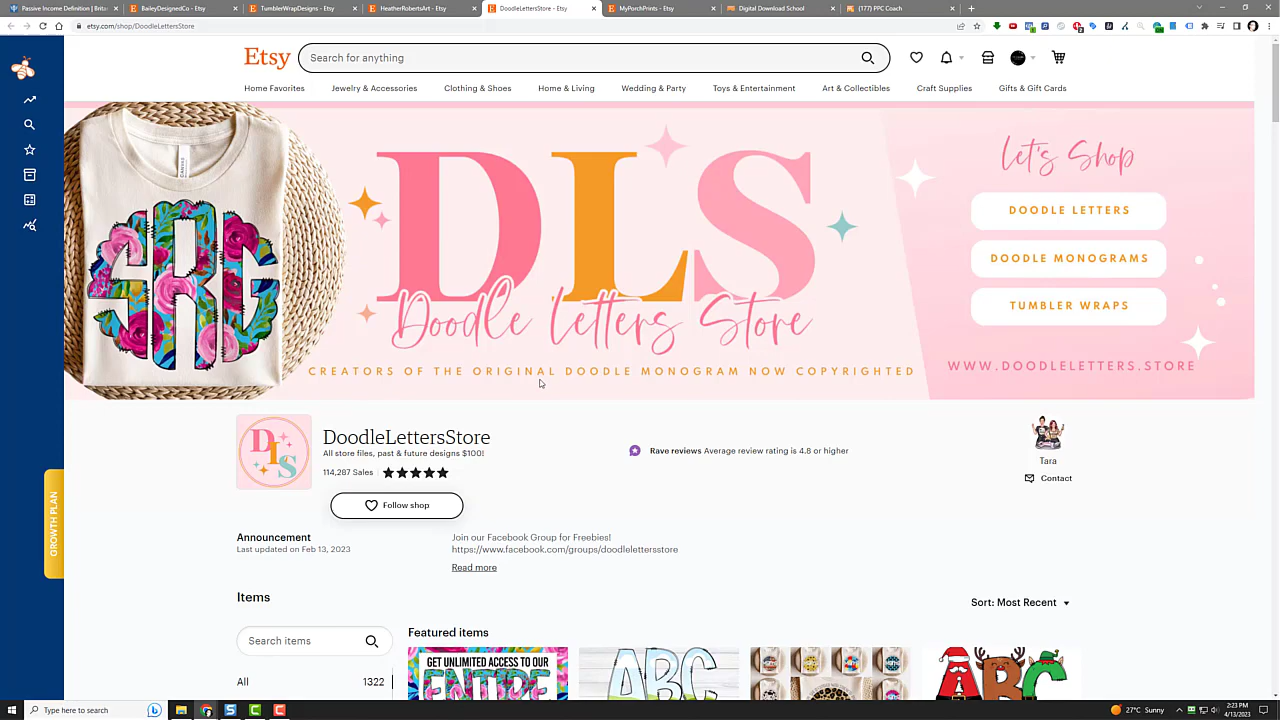 Passive Income Definition | Brit
BaileyDesignedCo - Etsy
TumblerWrapDesigns - Etsy
HeatherRobertsArt - Etsy
DoodleLettersStore - Etsy
MyPorchPrints - Etsy
Digital Download School
(177) PPC Coach
etsy.com/shop/DoodleLettersStore
Etsy
Search for anything
Home Favorites
Jewelry & Accessories
Clothing & Shoes
Home & Living
Wedding & Party
Toys & Entertainment
Art & Collectibles
Craft Supplies
Gifts & Gift Cards
SRG
DLS
Doodle letters Store
CREATORS OF THE ORIGINAL DOODLE MONOGRAM NOW COPYRIGHTED
let's Shop
DOODLE LETTERS
DOODLE MONOGRAMS
TUMBLER WRAPS
WWW.DOODLELETTERS.STORE
DLS
DoodleLettersStore
All store files, past & future designs $100!
114,287 Sales
Follow shop
Rave reviews Average review rating is 4.8 or higher
Tara
Contact
GROWTH PLAN
Announcement
Last updated on Feb 13, 2023
Join our Facebook Group for Freebies!
https://www.facebook.com/groups/doodlelettersstore
Read more
Items
Sort: Most Recent
Search items
All 1322
Featured items
GET UNLIMITED ACCESS TO OUR
ENTIRE
ABC
ABC
Type here to search
27°C Sunny
2:23 PM
4/13/2023